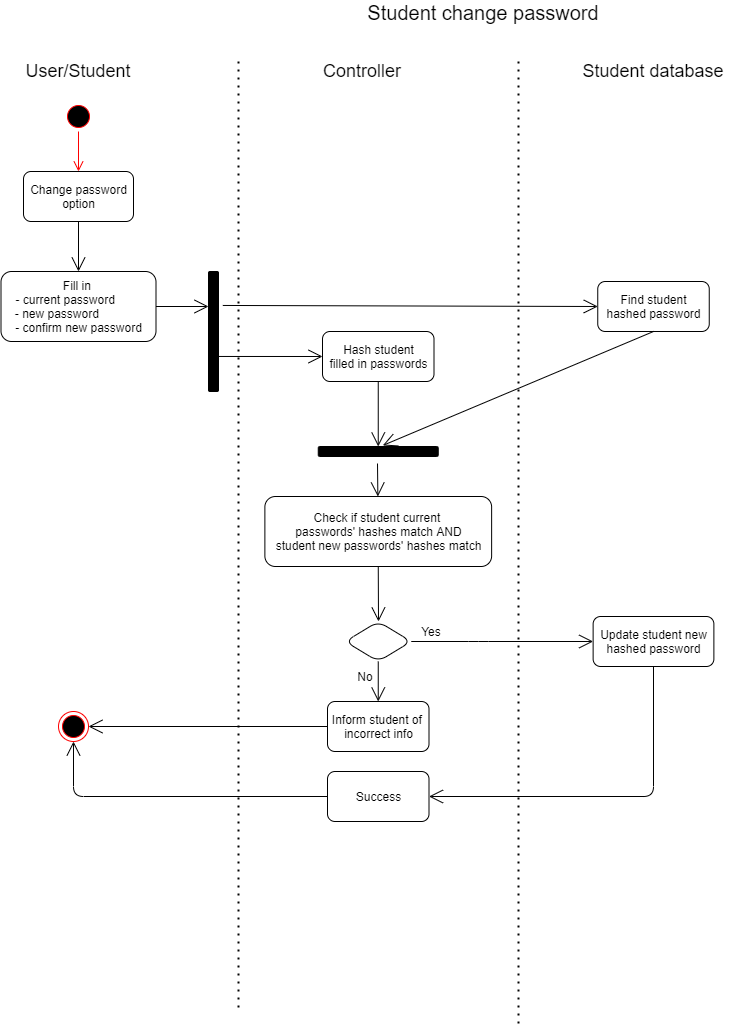 Student change password
User/Student
Controller
Student database
Change password
option
Fill in
- current password
- new password
- confirm new password
Find student
hashed password
Hash student
filled in passwords
Check if student current
passwords' hashes match AND
student new passwords' hashes match
Yes
Update student new
hashed password
No
Inform student of
incorrect info
Success